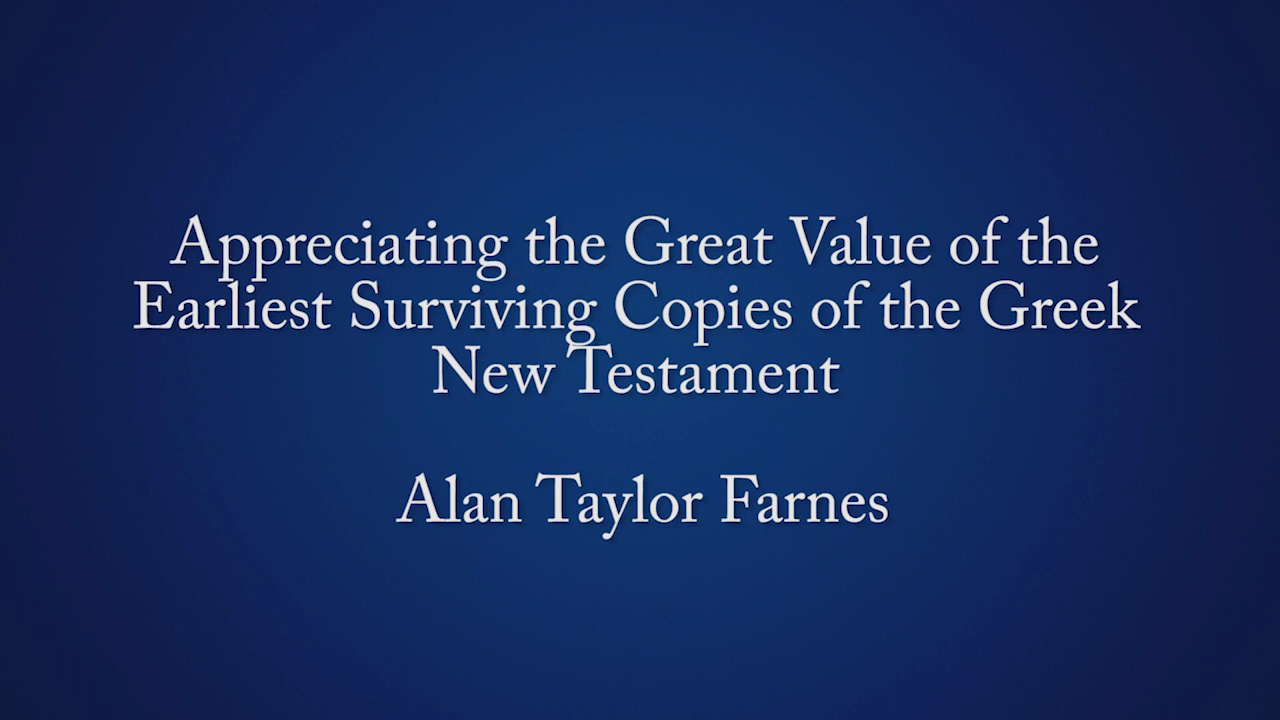 Appreciating the Great Value of the
Earliest Surviving Copies of the Greek
New Testament
Alan Taylor Farnes